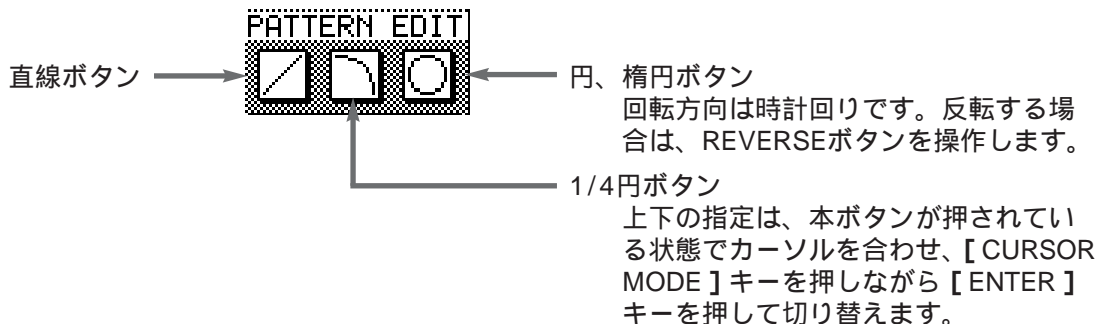 PATTERN EDIT
直線ボタン
円、楕円ボタン
回転方向は時計回りです。反転する場
合は、REVERSEボタンを操作します。
1/4円ボタン
上下の指定は、本ボタンが押されてい
る状態でカーソルを合わせ、[CURSOR
MODE]キーを押しながら[ENTER]
キーを押して切り替えます。